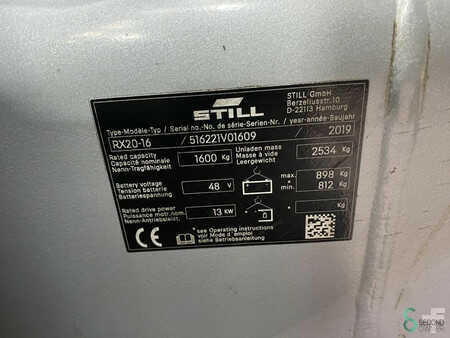 STILL
STILL GmbH
Berzeliusstr.10
D-22113 Hamburg
Type-Modèle-Typ / Serial no.-No. de série-Serien-Nr. / year-année-Baujahr
RX20-16 / 516221V01609 / 2019
Rated capacity
Capacité nominale
Nenn-Tragfähigkeit
1600 Kg
Unladen mass
Masse à vide
Leergewicht
2534 Kg
Battery voltage
Tension batterie
Batteriespannung
48 V
max. 898 Kg
min. 812 Kg
Rated drive power
Puissance motr.nom.
Nenn-Antriebsleist.
13 KW
0
* Kg
CE
* see Operating instructions
voir Mode d'emploi
siehe Betriebsanleitung
SECOND